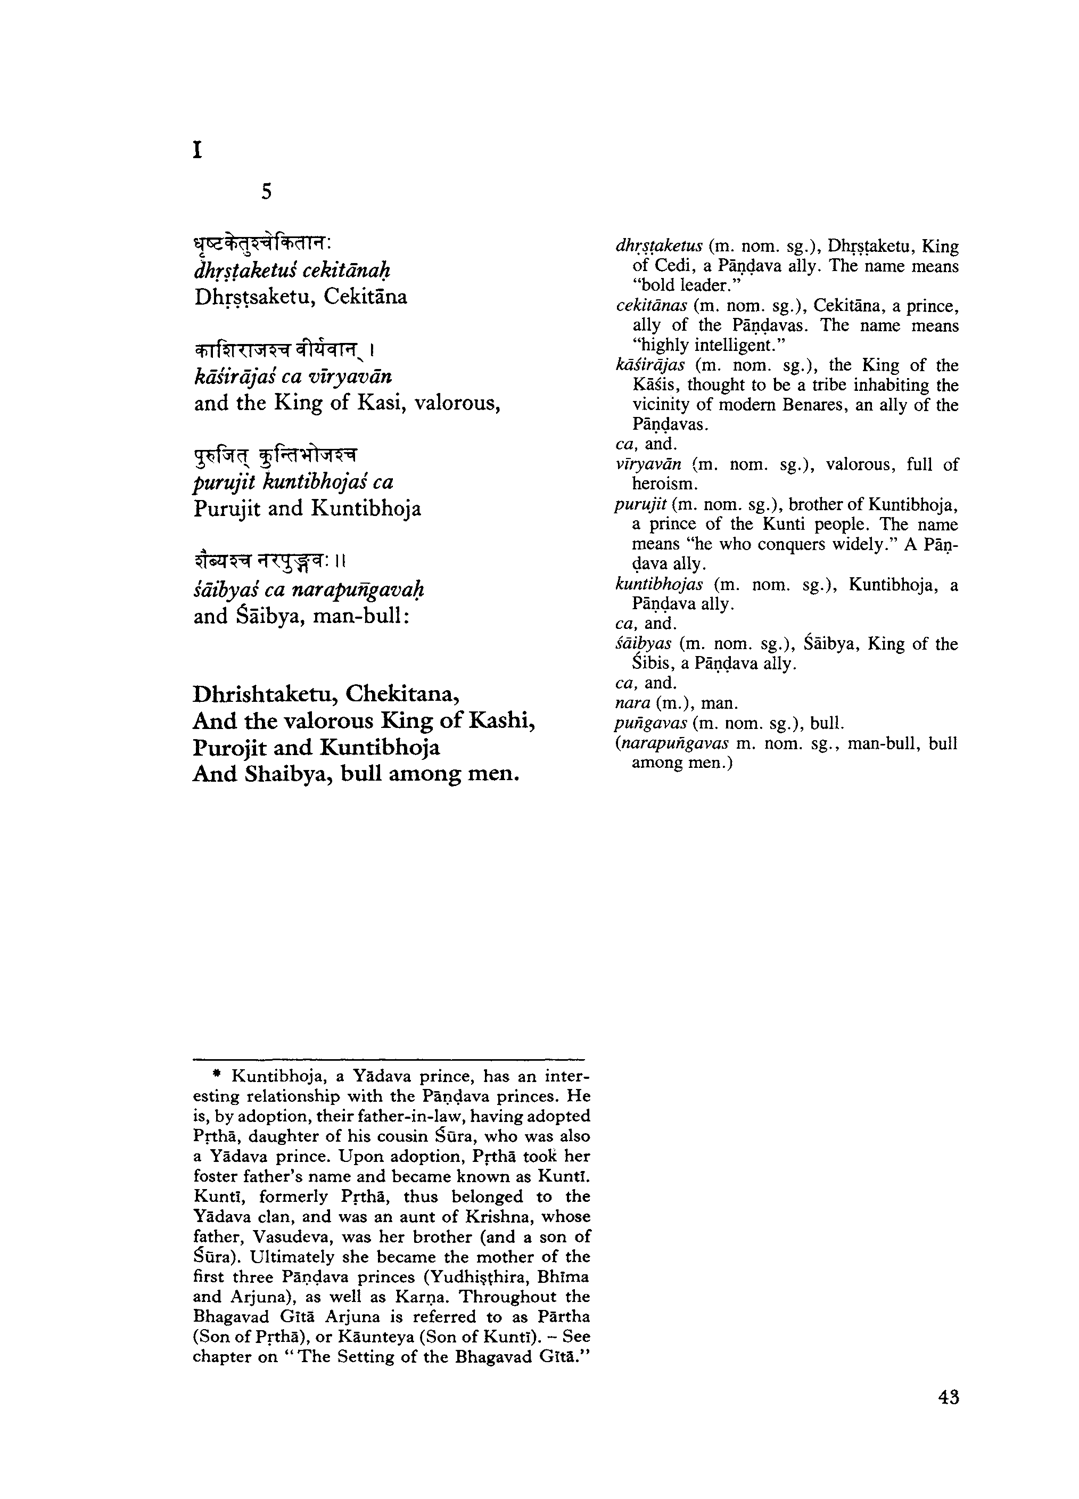 I
5
धृष्टकेतुश्चेकितानः
dhṛṣṭaketuś cekitānaḥ
Dhṛṣṭsaketu, Cekitāna
काशिराजश्च वीर्यवान् ।
kāśirājaś ca vīryavān
and the King of Kasi, valorous,
पुरुजित् कुन्तिभोजश्च
purujit kuntibhojaś ca
Purujit and Kuntibhoja
शैब्यश्च नरपुङ्गवः ॥
śāibyaś ca narapuñgavaḥ
and Śāibya, man-bull:
Dhrishtaketu, Chekitana,
And the valorous King of Kashi,
Purojit and Kuntibhoja
And Shaibya, bull among men.
dhṛṣṭaketus (m. nom. sg.), Dhṛṣṭaketu, King
of Cedi, a Pāṇḍava ally. The name means
“bold leader.”
cekitānas (m. nom. sg.), Cekitāna, a prince,
ally of the Pāṇḍavas. The name means
“highly intelligent.”
kāśirājas (m. nom. sg.), the King of the
Kāśis, thought to be a tribe inhabiting the
vicinity of modern Benares, an ally of the
Pāṇḍavas.
ca, and.
vīryavān (m. nom. sg.), valorous, full of
heroism.
purujit (m. nom. sg.), brother of Kuntibhoja,
a prince of the Kunti people. The name
means “he who conquers widely.” A Pāṇ-
ḍava ally.
kuntibhojas (m. nom. sg.), Kuntibhoja, a
Pāṇḍava ally.
ca, and.
śāibyas (m. nom. sg.), Śāibya, King of the
Śibis, a Pāṇḍava ally.
ca, and.
nara (m.), man.
puñgavas (m. nom. sg.), bull.
(narapuñgavas m. nom. sg., man-bull, bull
among men.)
* Kuntibhoja, a Yādava prince, has an inter-
esting relationship with the Pāṇḍava princes. He
is, by adoption, their father-in-law, having adopted
Pṛthā, daughter of his cousin Śūra, who was also
a Yādava prince. Upon adoption, Pṛthā took her
foster father's name and became known as Kuntī.
Kuntī, formerly Pṛthā, thus belonged to the
Yādava clan, and was an aunt of Krishna, whose
father, Vasudeva, was her brother (and a son of
Śūra). Ultimately she became the mother of the
first three Pāṇḍava princes (Yudhiṣṭhira, Bhīma
and Arjuna), as well as Karṇa. Throughout the
Bhagavad Gītā Arjuna is referred to as Pārtha
(Son of Pṛthā), or Kāunteya (Son of Kuntī). – See
chapter on “The Setting of the Bhagavad Gītā.”
43